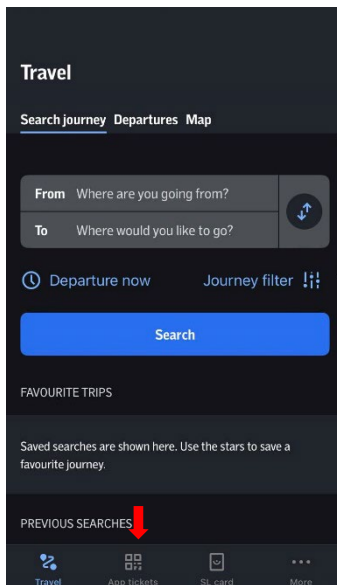 Travel
Search journey Departures Map
From Where are you going from?
To Where would you like to go?
Departure now Journey filter
Search
FAVOURITE TRIPS
Saved searches are shown here. Use the stars to save a
favourite journey.
PREVIOUS SEARCHES
Travel App tickets SL card More